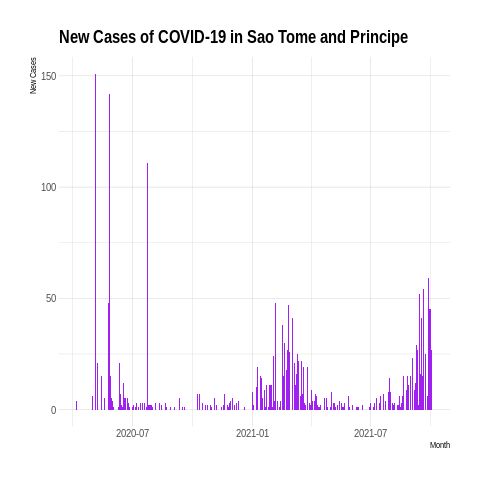 New Cases of COVID-19 in Sao Tome and Principe
New Cases
150
100
50
0
2020-07
2021-01
2021-07
Month